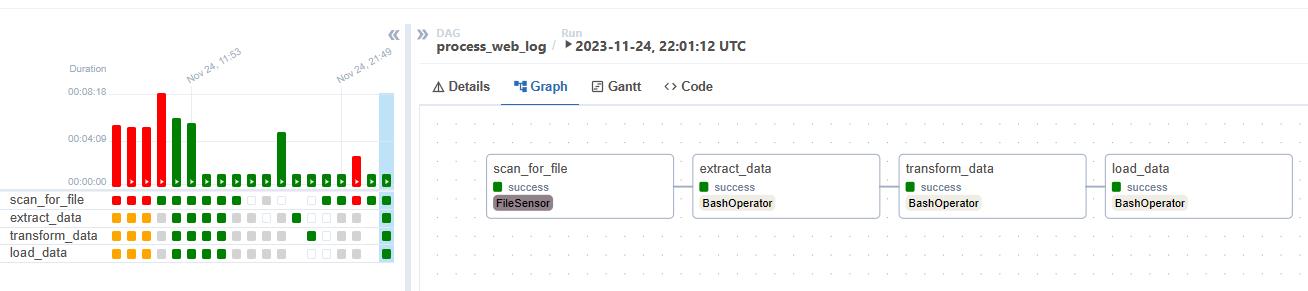 DAG
Run
process_web_log / 2023-11-24, 22:01:12 UTC
Details
Graph
Gantt
Code
Duration
Nov 24, 11:53
Nov 24, 21:49
00:08:18
00:04:09
00:00:00
scan_for_file
extract_data
transform_data
load_data
scan_for_file
success
FileSensor
extract_data
success
BashOperator
transform_data
success
BashOperator
load_data
success
BashOperator